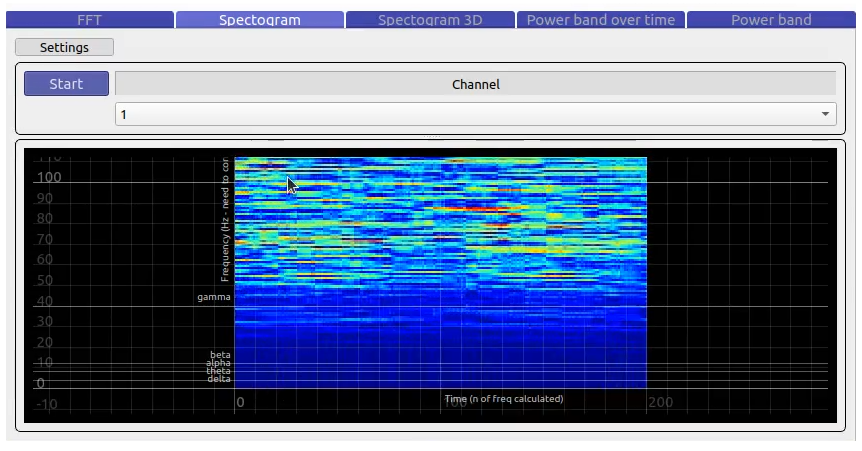 FFT
Spectogram
Spectogram 3D
Power band over time
Power band
Settings
Start
Channel
1
110
100
90
80
70
60
50
40
30
20
10
0
-10
Frequency (Hz - need to cor
gamma
beta
alpha
theta
delta
0
100
200
Time (n of freq calculated)